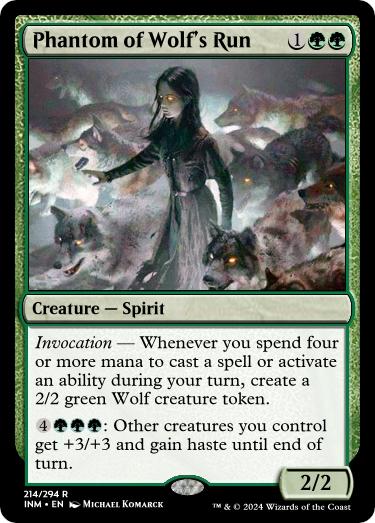 Phantom of Wolf's Run 1
Creature — Spirit
Invocation — Whenever you spend four
or more mana to cast a spell or activate
an ability during your turn, create a
2/2 green Wolf creature token.
4: Other creatures you control
get +3/+3 and gain haste until end of
turn.
2/2
214/294 R
INM • EN Michael Komarck
™ & © 2024 Wizards of the Coast